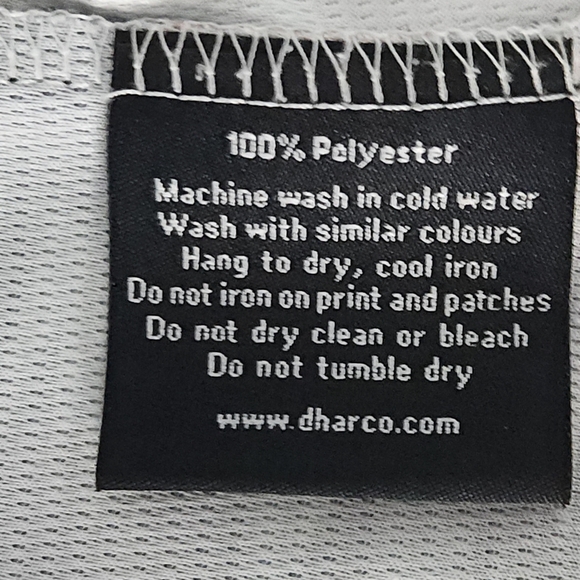 100% Polyester
Machine wash in cold water
Wash with similar colours
Hang to dry, cool iron
Do not iron on print and patches
Do not dry clean or bleach
Do not tumble dry
www.dharco.com